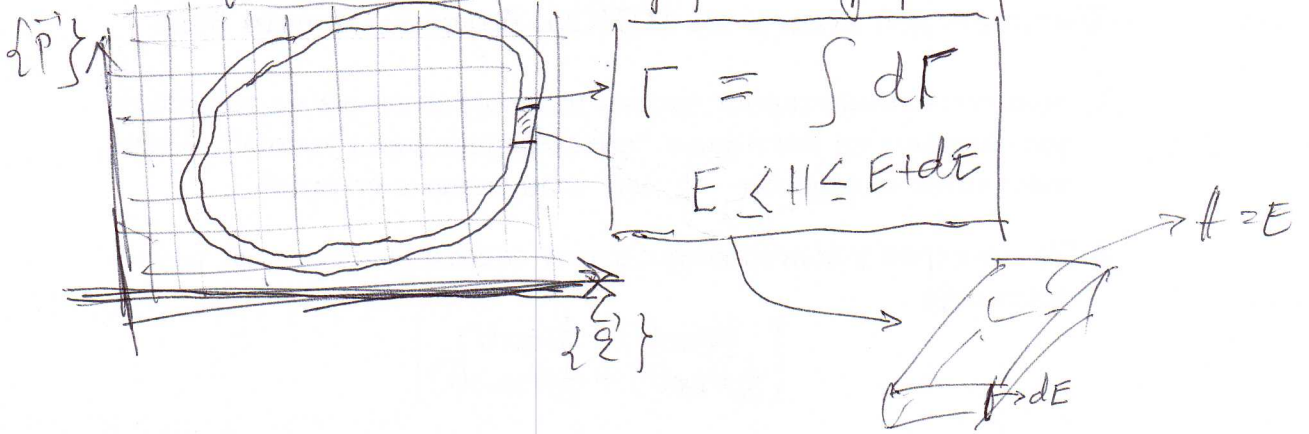 {p⃗}
Γ = ∫ dΓ
E ≤ H ≤ E+dE
H = E
{q⃗}
dE